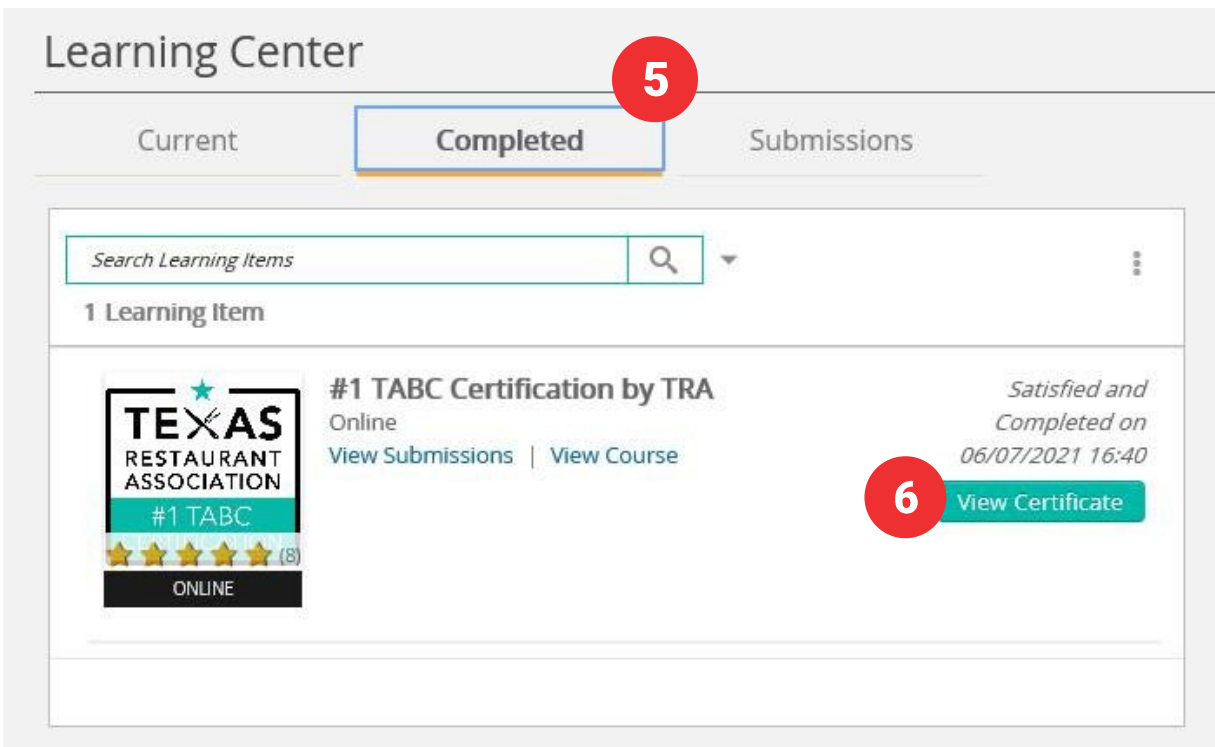 Learning Center
5
Current
Completed
Submissions
Search Learning Items
1 Learning Item
TEXAS
RESTAURANT
ASSOCIATION
#1 TABC
(8)
ONLINE
#1 TABC Certification by TRA
Online
View Submissions | View Course
Satisfied and
Completed on
06/07/2021 16:40
6
View Certificate